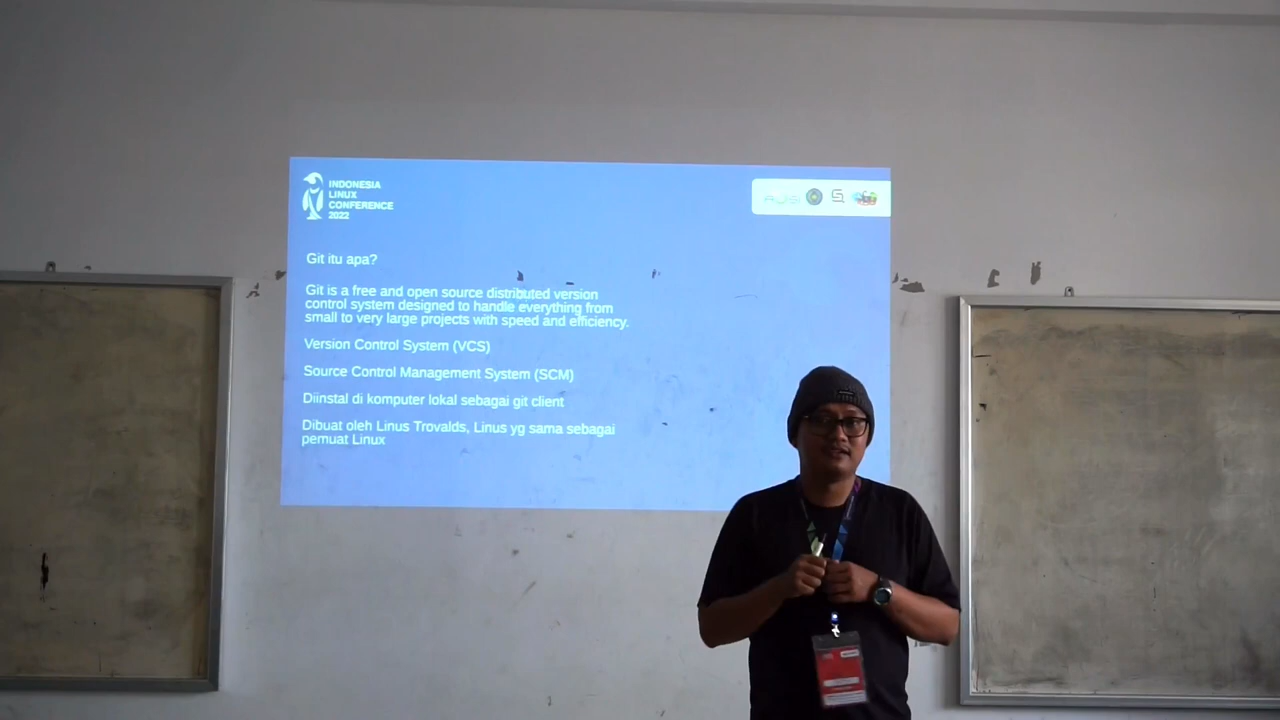 INDONESIA
LINUX
CONFERENCE
2022
Git itu apa?
Git is a free and open source distributed version
control system designed to handle everything from
small to very large projects with speed and efficiency.
Version Control System (VCS)
Source Control Management System (SCM)
Diinstal di komputer lokal sebagai git client
Dibuat oleh Linus Trovalds, Linus yg sama sebagai
pemuat Linux